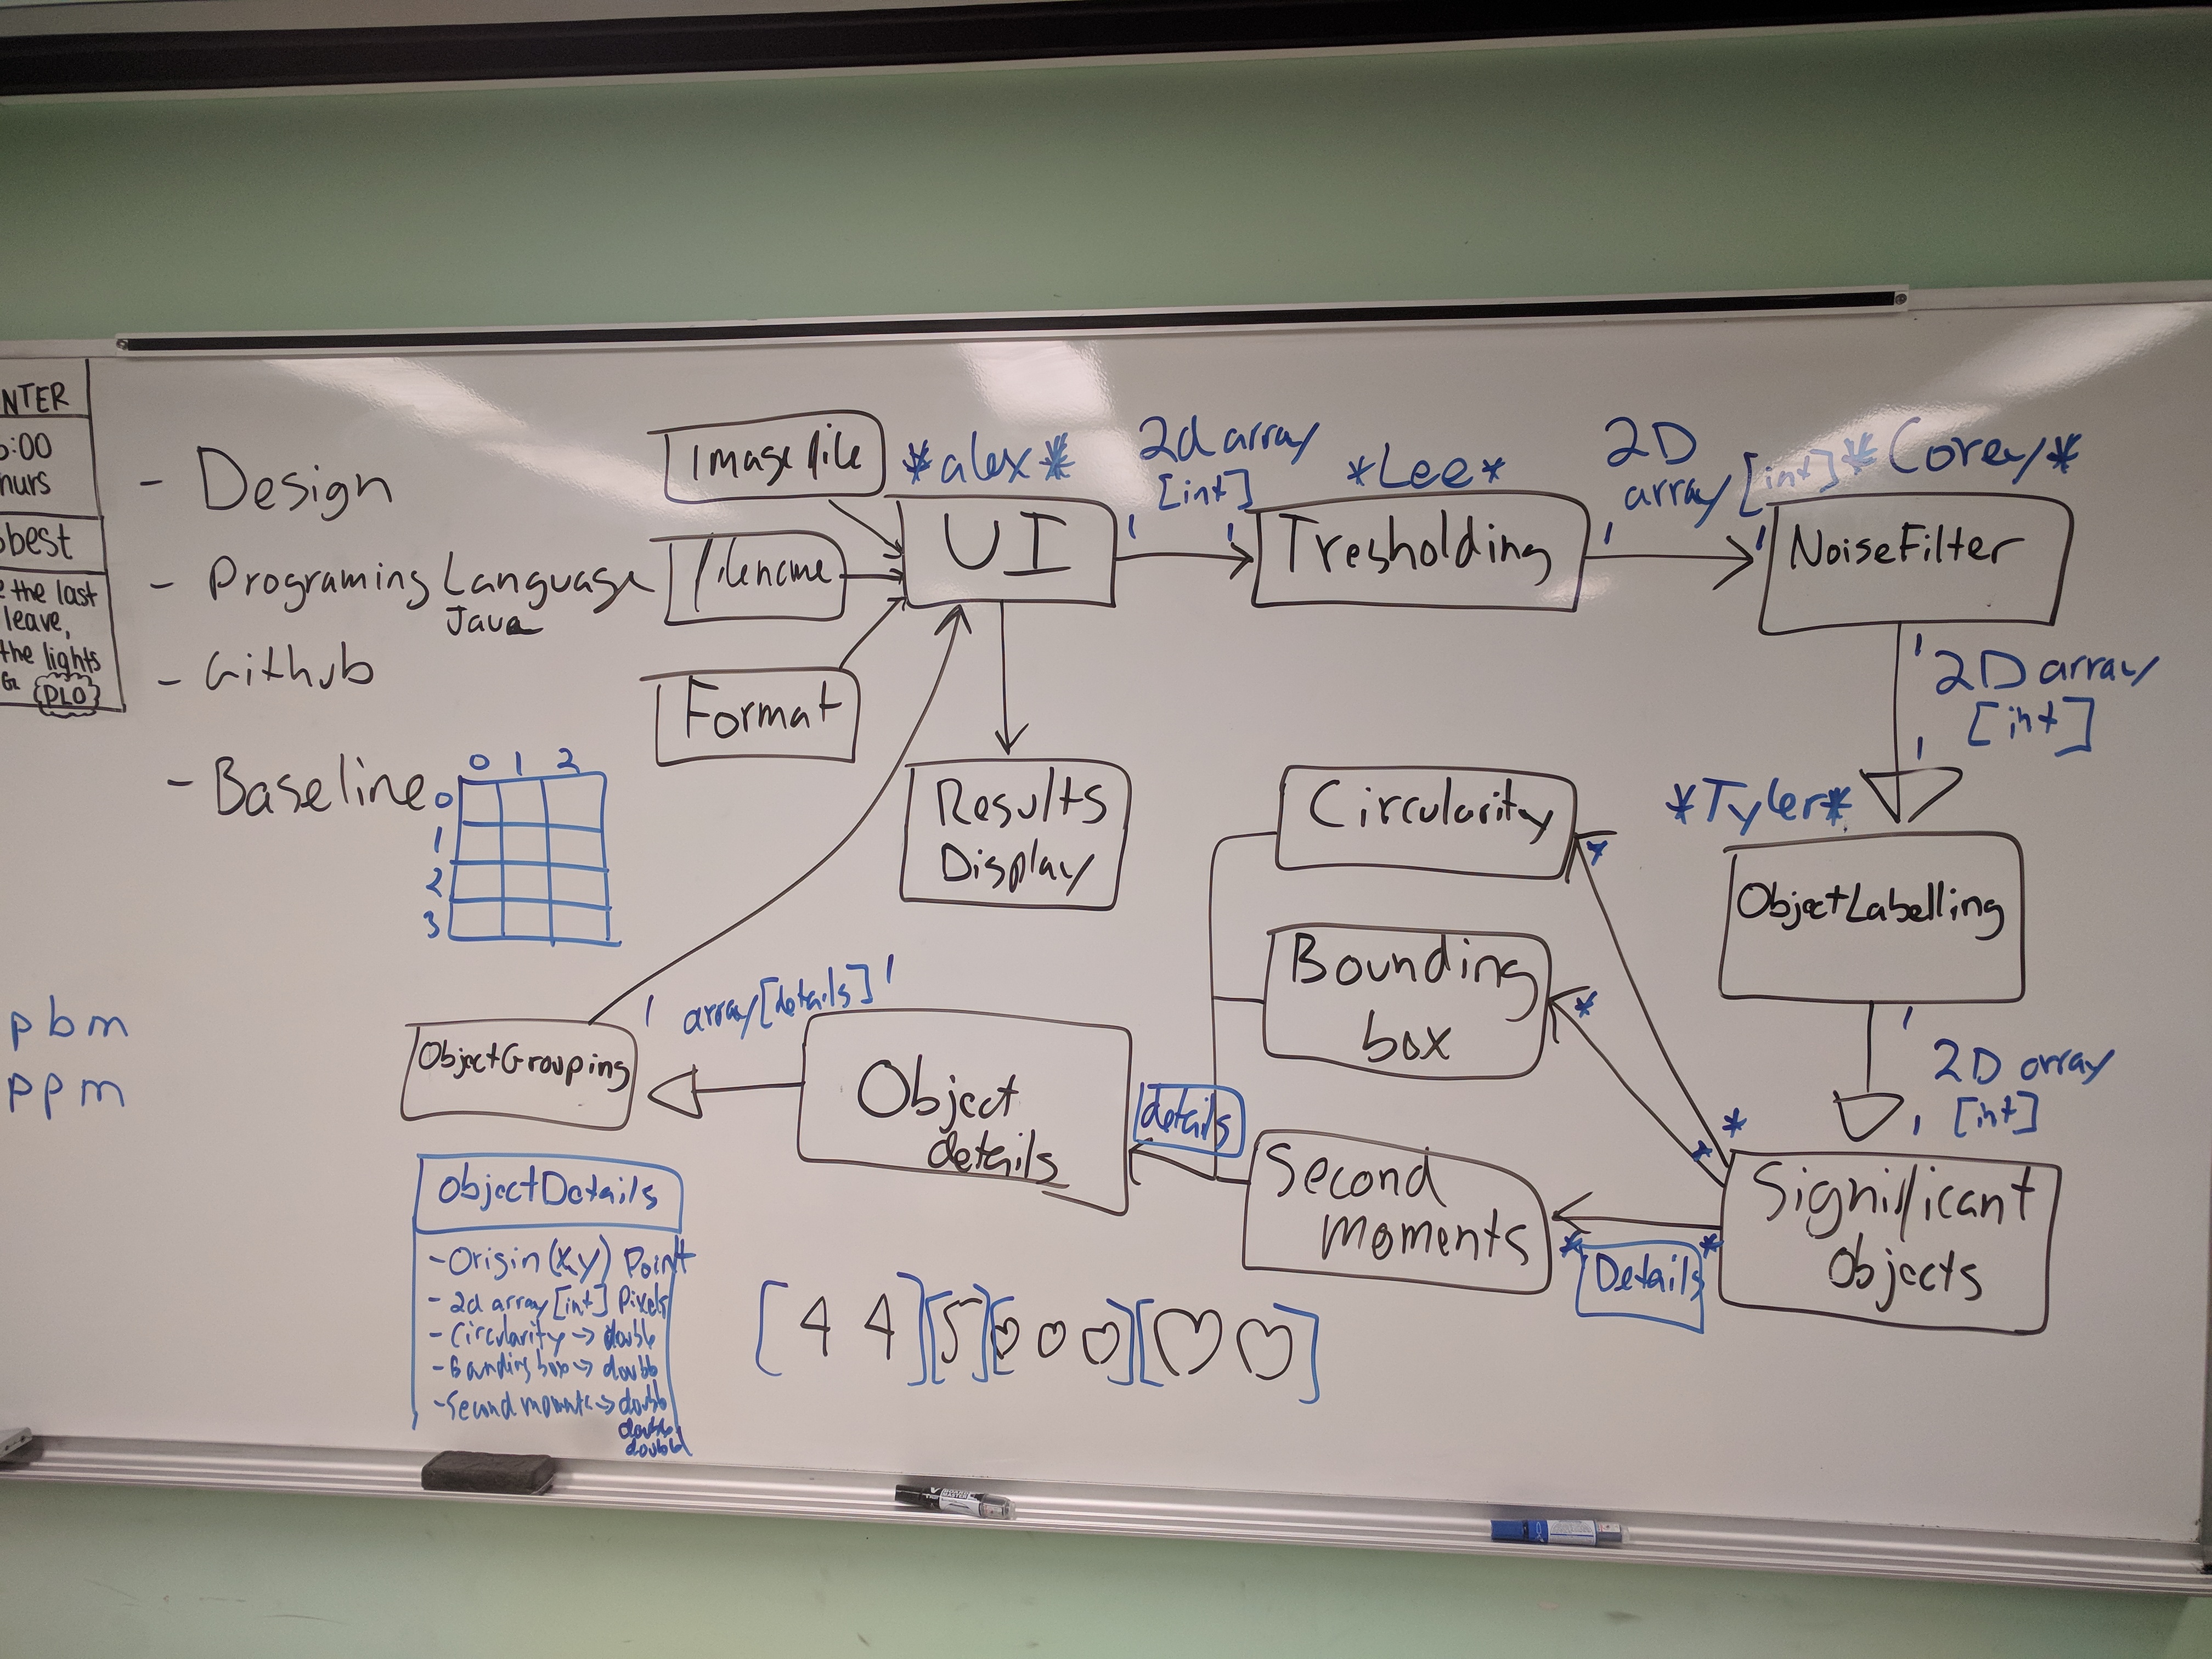 NTER
:00
hurs
best
the last
leave,
the lights
PLO
- Design
- Programing Language
Java
- Github
- Baseline
0 1 2
0
1
2
3
pbm
ppm
Image file
filename
Format
*alex*
UI
2d array
[int]
1 1
*Lee*
Tresholding
2D
array [int]
1 1
*Corey*
NoiseFilter
1
2D array
[int]
1
*Tyler*
ObjectLabelling
1
2D array
[int]
1
Significant
Objects
*
*
*
Details
*
Results
Display
Circularity
*
Bounding
box
*
Second
moments
*
details
Object
details
1 array[details] 1
ObjectGrouping
ObjectDetails
- Origin (x,y) Point
- 2d array [int] Pixels
- Circularity → double
- Bounding box → double
- Second moments → double
double
double
[4 4][5][♡ ♡ ♡][♡ ♡]